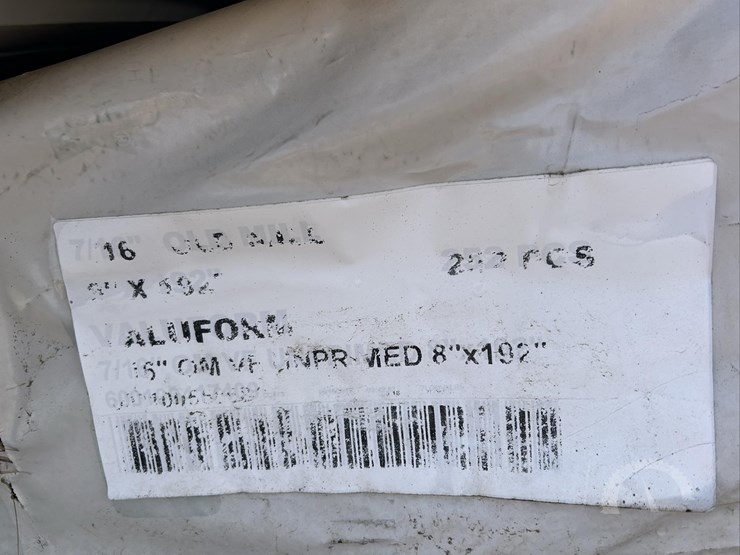 7/16" OLD MILL
8" X 192"
252 PCS
VALUFORM
7/16" OM VF UNPRIMED 8"x192"